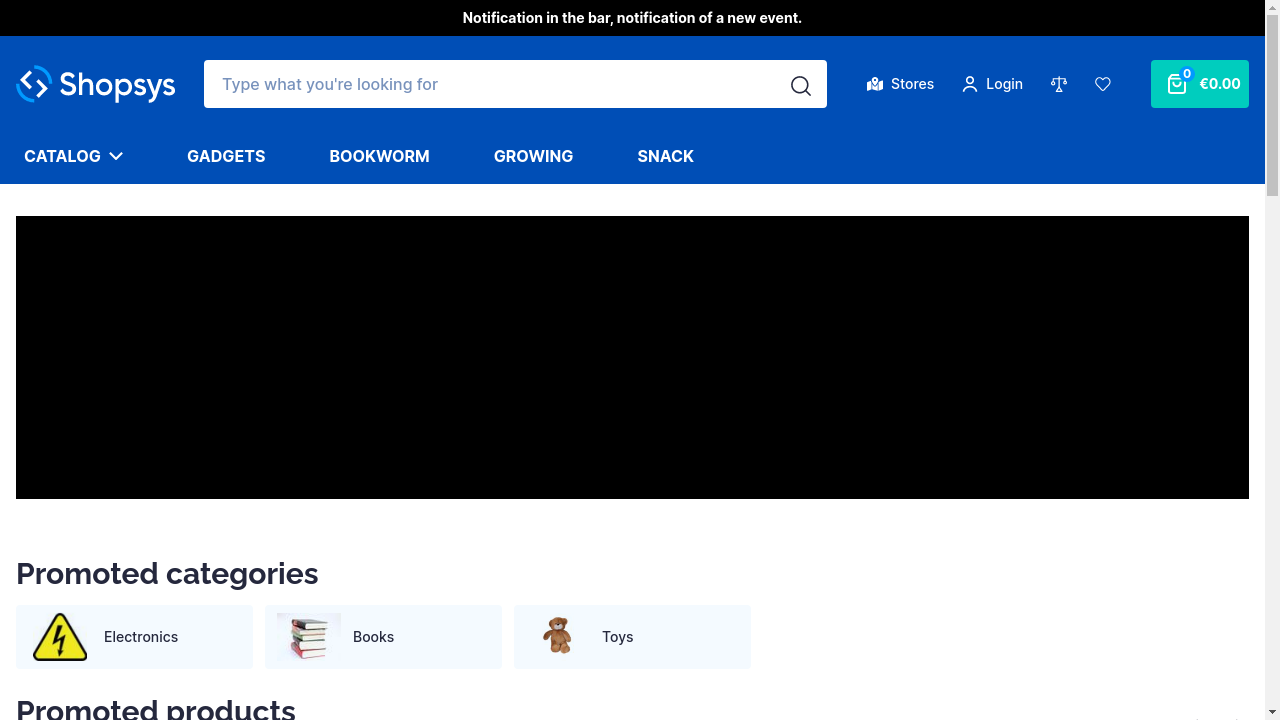 Notification in the bar, notification of a new event.
Shopsys
Type what you're looking for
Stores
Login
0
€0.00
CATALOG
GADGETS
BOOKWORM
GROWING
SNACK
Promoted categories
Electronics
Books
Toys
Promoted products